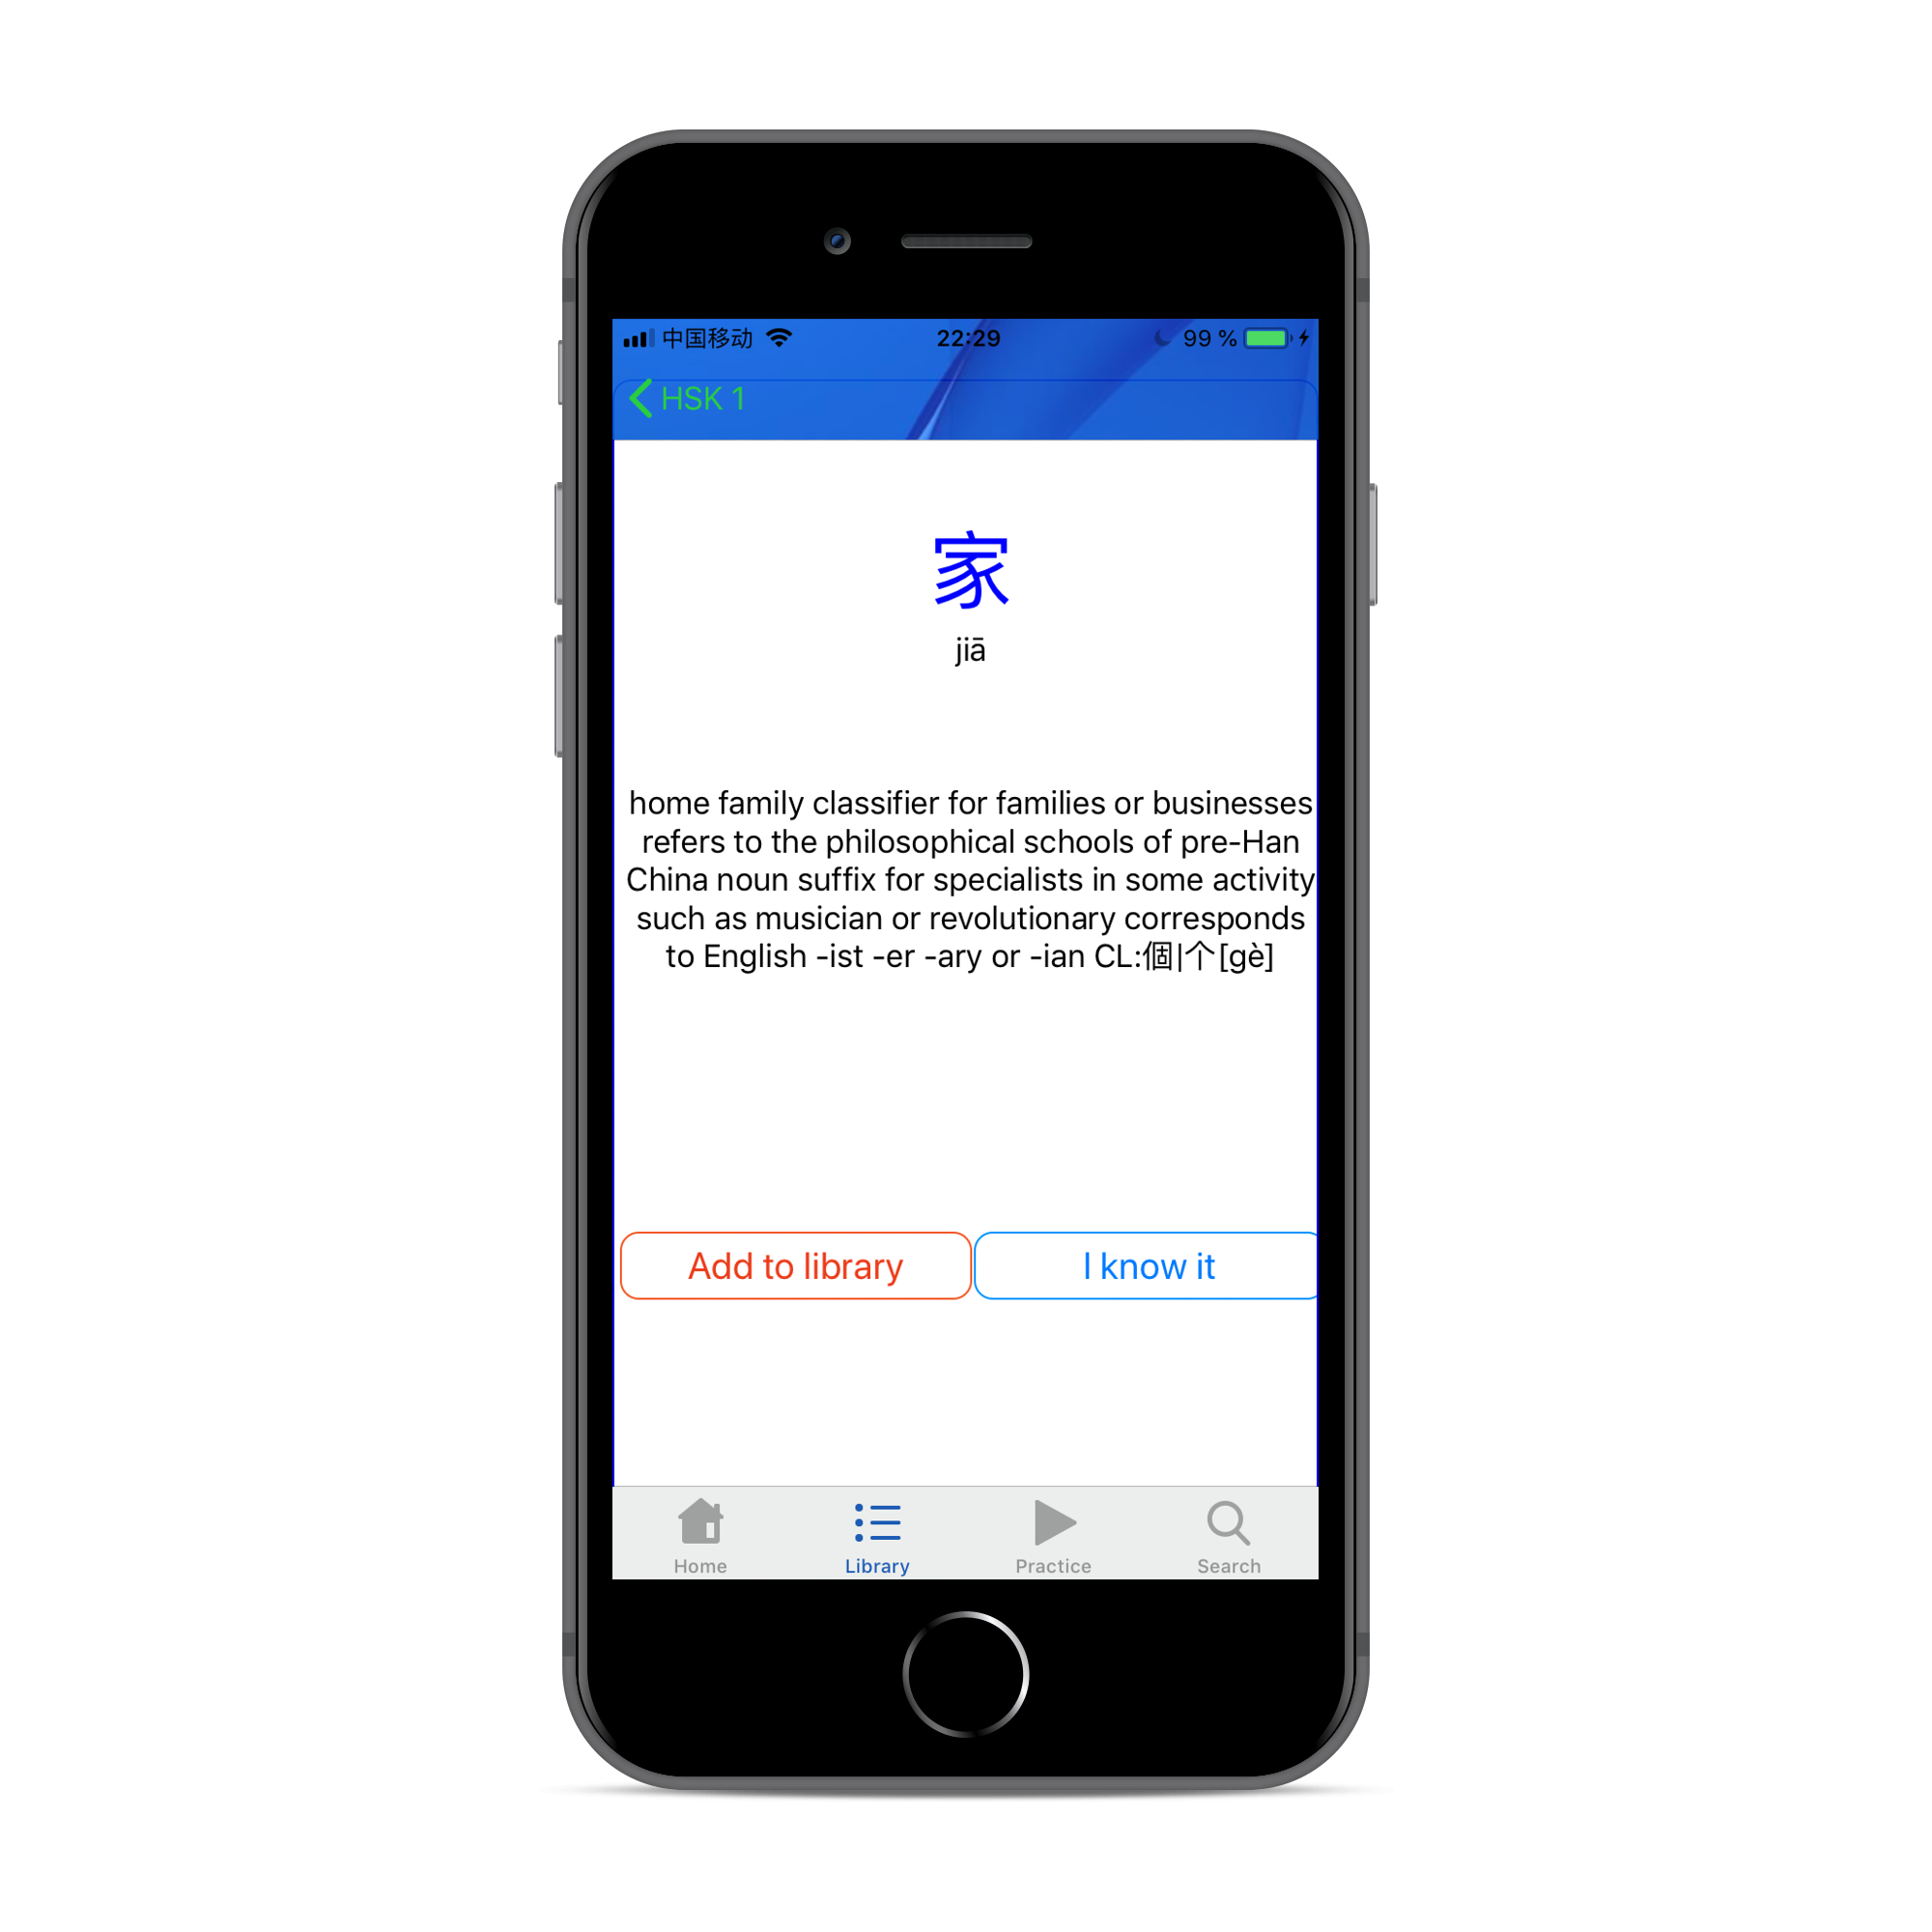 中国移动 22:29 99 %
HSK 1
家
jiā
home family classifier for families or businesses
refers to the philosophical schools of pre-Han
China noun suffix for specialists in some activity
such as musician or revolutionary corresponds
to English -ist -er -ary or -ian CL:個|个[gè]
Add to library I know it
Home Library Practice Search